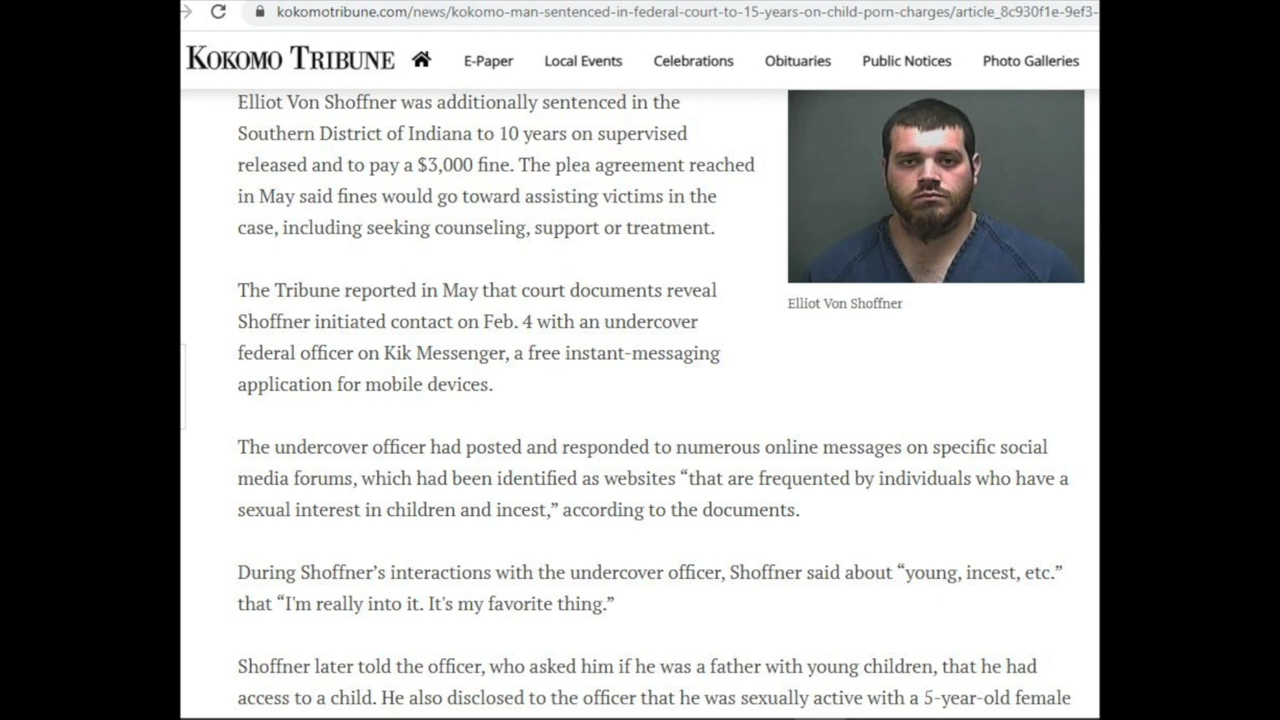 kokomotribune.com/news/kokomo-man-sentenced-in-federal-court-to-15-years-on-child-porn-charges/article_8c930f1e-9ef3-
KOKOMO TRIBUNE
E-Paper
Local Events
Celebrations
Obituaries
Public Notices
Photo Galleries
Elliot Von Shoffner was additionally sentenced in the
Southern District of Indiana to 10 years on supervised
released and to pay a $3,000 fine. The plea agreement reached
in May said fines would go toward assisting victims in the
case, including seeking counseling, support or treatment.
Elliot Von Shoffner
The Tribune reported in May that court documents reveal
Shoffner initiated contact on Feb. 4 with an undercover
federal officer on Kik Messenger, a free instant-messaging
application for mobile devices.
The undercover officer had posted and responded to numerous online messages on specific social
media forums, which had been identified as websites “that are frequented by individuals who have a
sexual interest in children and incest,” according to the documents.
During Shoffner’s interactions with the undercover officer, Shoffner said about “young, incest, etc.”
that “I'm really into it. It's my favorite thing.”
Shoffner later told the officer, who asked him if he was a father with young children, that he had
access to a child. He also disclosed to the officer that he was sexually active with a 5-year-old female